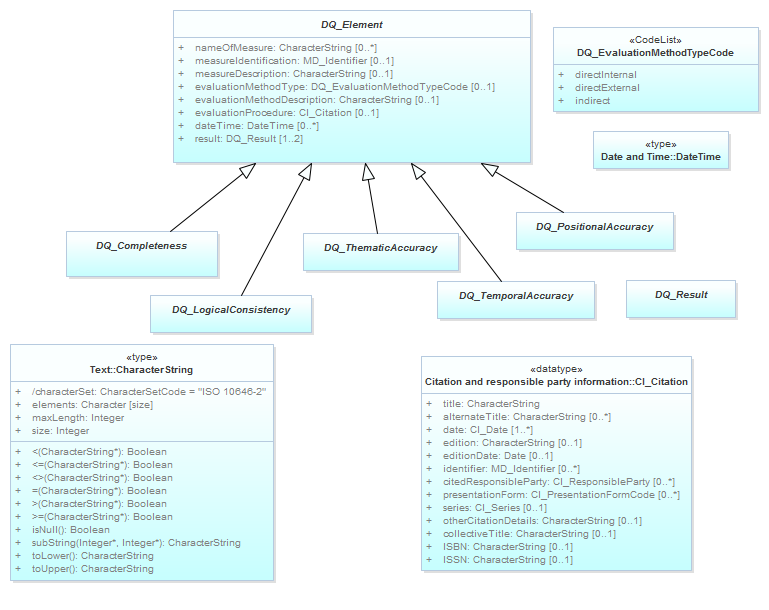 DQ_Element
+ nameOfMeasure: CharacterString [0..*]
+ measureIdentification: MD_Identifier [0..1]
+ measureDescription: CharacterString [0..1]
+ evaluationMethodType: DQ_EvaluationMethodTypeCode [0..1]
+ evaluationMethodDescription: CharacterString [0..1]
+ evaluationProcedure: CI_Citation [0..1]
+ dateTime: DateTime [0..*]
+ result: DQ_Result [1..2]
«CodeList»
DQ_EvaluationMethodTypeCode
+ directInternal
+ directExternal
+ indirect
«type»
Date and Time::DateTime
DQ_Completeness
DQ_ThematicAccuracy
DQ_PositionalAccuracy
DQ_LogicalConsistency
DQ_TemporalAccuracy
DQ_Result
«type»
Text::CharacterString
+ /characterSet: CharacterSetCode = "ISO 10646-2"
+ elements: Character [size]
+ maxLength: Integer
+ size: Integer
+ <(CharacterString*): Boolean
+ <=(CharacterString*): Boolean
+ <>(CharacterString*): Boolean
+ =(CharacterString*): Boolean
+ >(CharacterString*): Boolean
+ >=(CharacterString*): Boolean
+ isNull(): Boolean
+ subString(Integer*, Integer*): CharacterString
+ toLower(): CharacterString
+ toUpper(): CharacterString
«datatype»
Citation and responsible party information::CI_Citation
+ title: CharacterString
+ alternateTitle: CharacterString [0..*]
+ date: CI_Date [1..*]
+ edition: CharacterString [0..1]
+ editionDate: Date [0..1]
+ identifier: MD_Identifier [0..*]
+ citedResponsibleParty: CI_ResponsibleParty [0..*]
+ presentationForm: CI_PresentationFormCode [0..*]
+ series: CI_Series [0..1]
+ otherCitationDetails: CharacterString [0..1]
+ collectiveTitle: CharacterString [0..1]
+ ISBN: CharacterString [0..1]
+ ISSN: CharacterString [0..1]